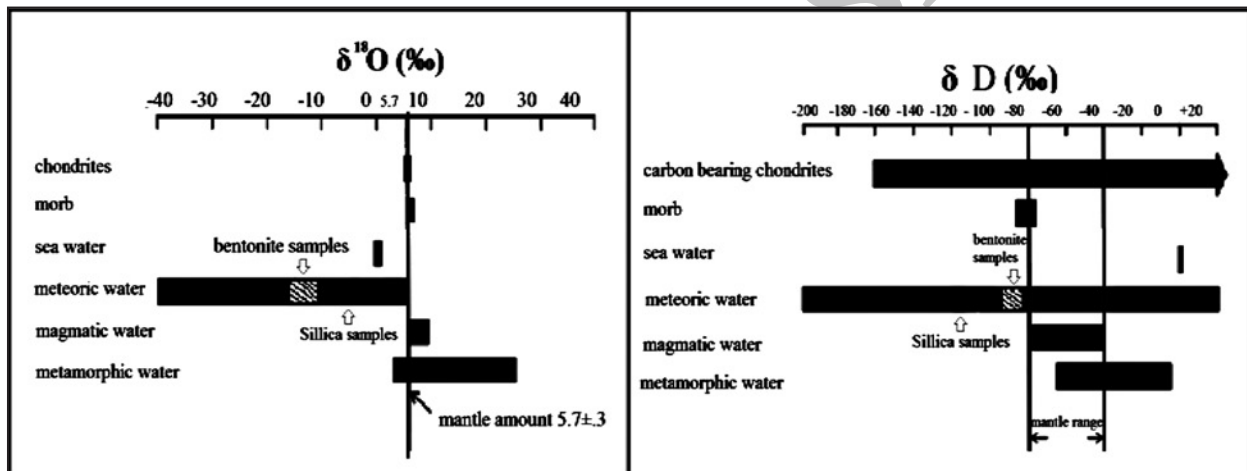 δ18O (‰)
-40 -30 -20 -10 0 5.7 10 20 30 40
chondrites
morb
sea water
bentonite samples
meteoric water
Sillica samples
magmatic water
metamorphic water
mantle amount 5.7±.3
δ D (‰)
-200 -180 -160 -140 -120 -100 -80 -60 -40 -20 0 +20
carbon bearing chondrites
morb
bentonite
samples
sea water
meteoric water
Sillica samples
magmatic water
metamorphic water
mantle range